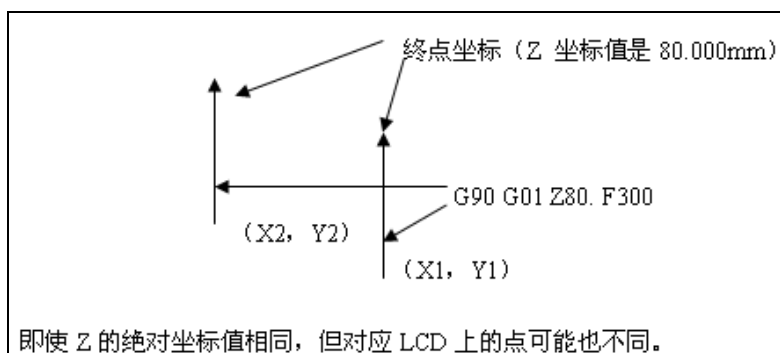 终点坐标（Z 坐标值是 80.000mm）
G90 G01 Z80. F300
（X2，Y2）
（X1，Y1）
即使 Z 的绝对坐标值相同，但对应 LCD 上的点可能也不同。